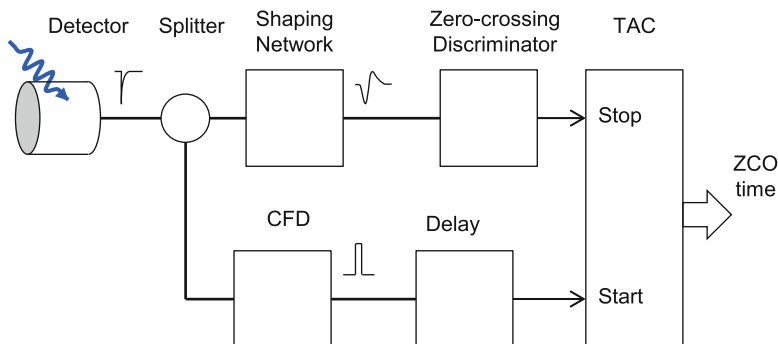 Detector
Splitter
Shaping
Network
Zero-crossing
Discriminator
TAC
Stop
ZCO
time
CFD
Delay
Start